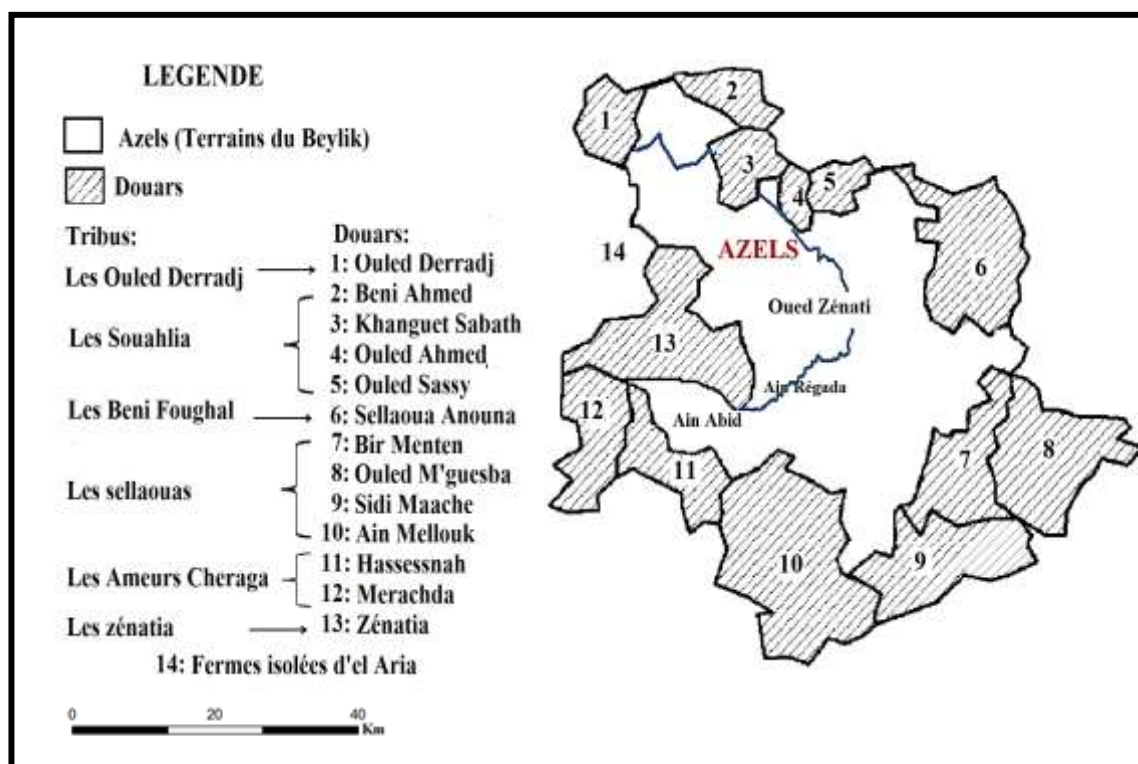 LEGENDE
Azels (Terrains du Beylik)
Douars
Tribus:
Douars:
Les Ouled Derradj
1: Ouled Derradj
2: Beni Ahmed
Les Souahlia
3: Khanguet Sabath
4: Ouled Ahmed
5: Ouled Sassy
Les Beni Foughal
6: Sellaoua Anouna
7: Bir Menten
Les sellaouas
8: Ouled M'guesba
9: Sidi Maache
10: Ain Mellouk
Les Ameurs Cheraga
11: Hassessnah
12: Merachda
Les zénatia
13: Zénatia
14: Fermes isolées d'el Aria
0 20 40
Km
1
2
3
4
5
14
AZELS
6
Oued Zénati
13
Ain Régada
12
Ain Abid
11
7
8
10
9